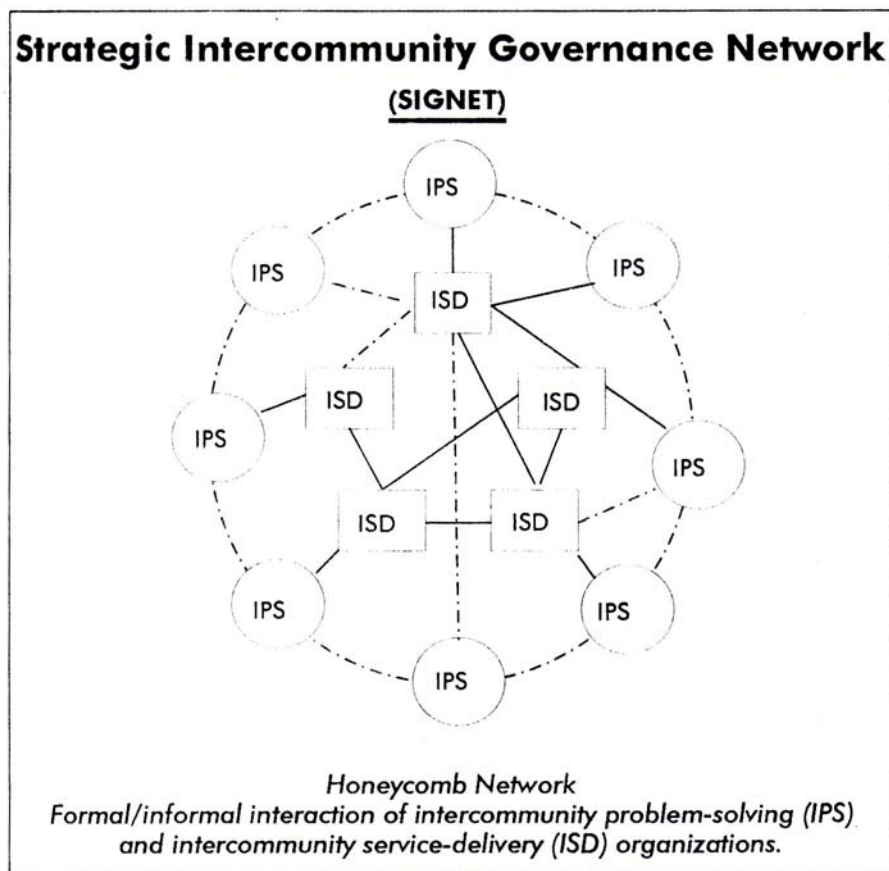 Strategic Intercommunity Governance Network
(SIGNET)
IPS
IPS
IPS
ISD
ISD
ISD
IPS
IPS
ISD
ISD
IPS
IPS
IPS
Honeycomb Network
Formal/informal interaction of intercommunity problem-solving (IPS)
and intercommunity service-delivery (ISD) organizations.